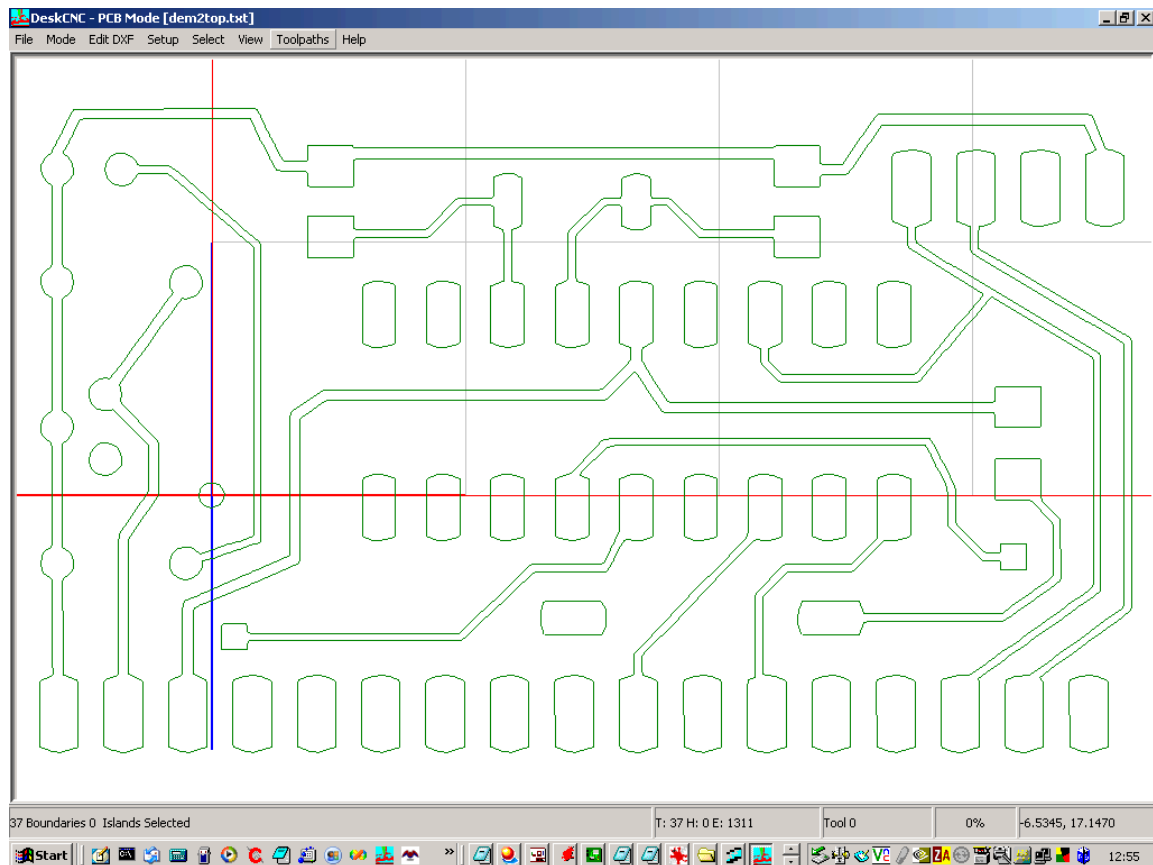 DeskCNC - PCB Mode [dem2top.txt]
File Mode Edit DXF Setup Select View Toolpaths Help
37 Boundaries 0 Islands Selected T: 37 H: 0 E: 1311 Tool 0 0% -6.5345, 17.1470
Start » 12:55